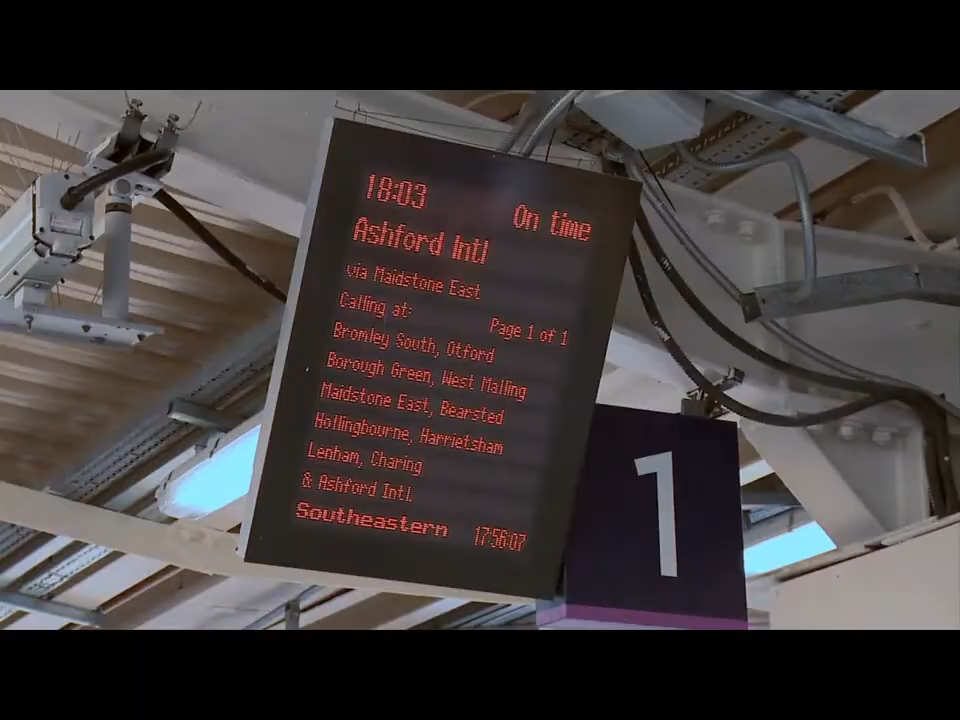 18:03
On time
Ashford Intl
via Maidstone East
Calling at:
Page 1 of 1
Bromley South, Otford
Borough Green, West Malling
Maidstone East, Bearsted
Hollingbourne, Harrietsham
Lenham, Charing
& Ashford Intl.
Southeastern
17:56:07
1